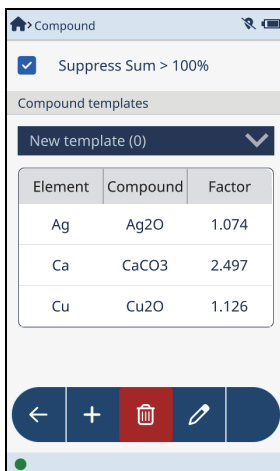 Compound
Suppress Sum > 100%
Compound templates
New template (0)
Element Compound Factor
Ag Ag2O 1.074
Ca CaCO3 2.497
Cu Cu2O 1.126